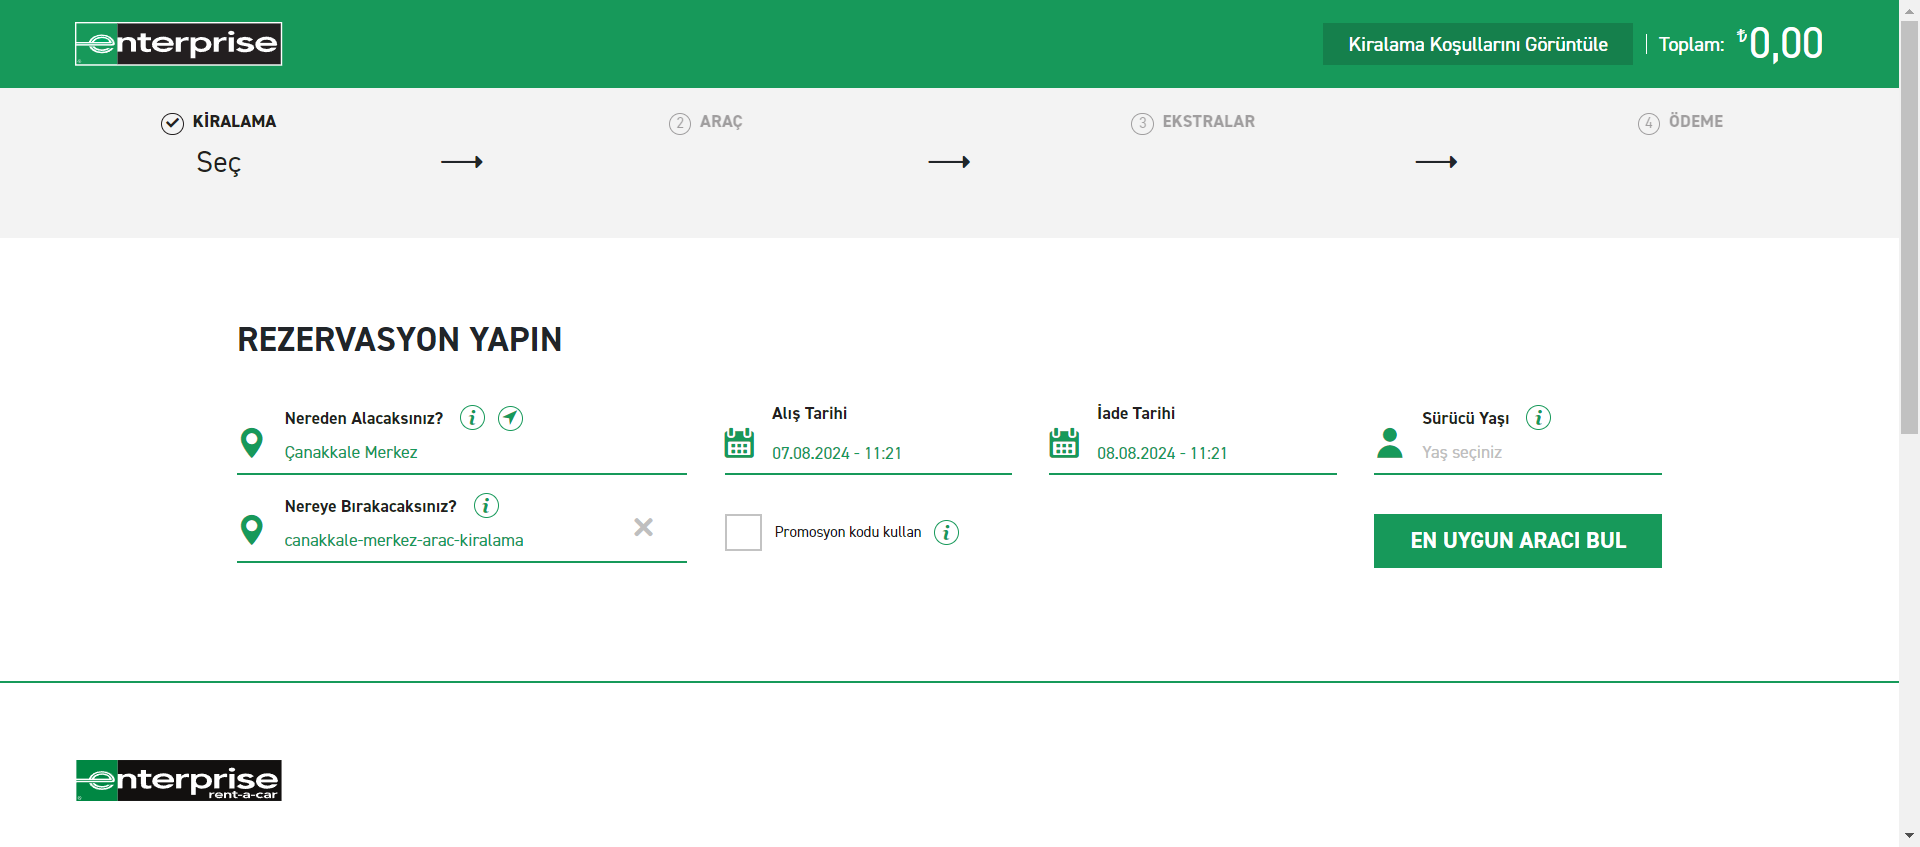 enterprise
Kiralama Koşullarını Görüntüle
Toplam: ₺0,00
KİRALAMA
Seç
2 ARAÇ
3 EKSTRALAR
4 ÖDEME
REZERVASYON YAPIN
Nereden Alacaksınız?
Çanakkale Merkez
Alış Tarihi
07.08.2024 - 11:21
İade Tarihi
08.08.2024 - 11:21
Sürücü Yaşı
Yaş seçiniz
Nereye Bırakacaksınız?
canakkale-merkez-arac-kiralama
Promosyon kodu kullan
EN UYGUN ARACI BUL
enterprise
rent-a-car